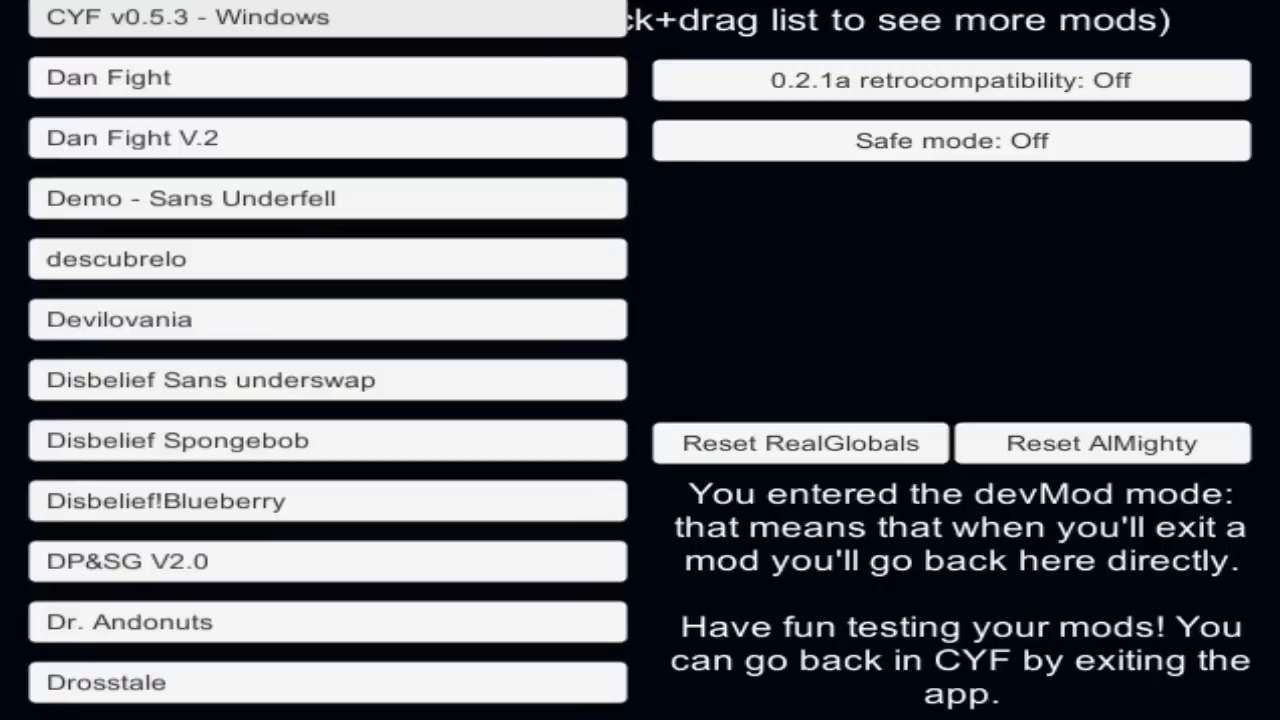 CYF v0.5.3 - Windows
Dan Fight
Dan Fight V.2
Demo - Sans Underfell
descubrelo
Devilovania
Disbelief Sans underswap
Disbelief Spongebob
Disbelief!Blueberry
DP&SG V2.0
Dr. Andonuts
Drosstale
ck+drag list to see more mods)
0.2.1a retrocompatibility: Off
Safe mode: Off
Reset RealGlobals
Reset AlMighty
You entered the devMod mode:
that means that when you'll exit a
mod you'll go back here directly.
Have fun testing your mods! You
can go back in CYF by exiting the
app.